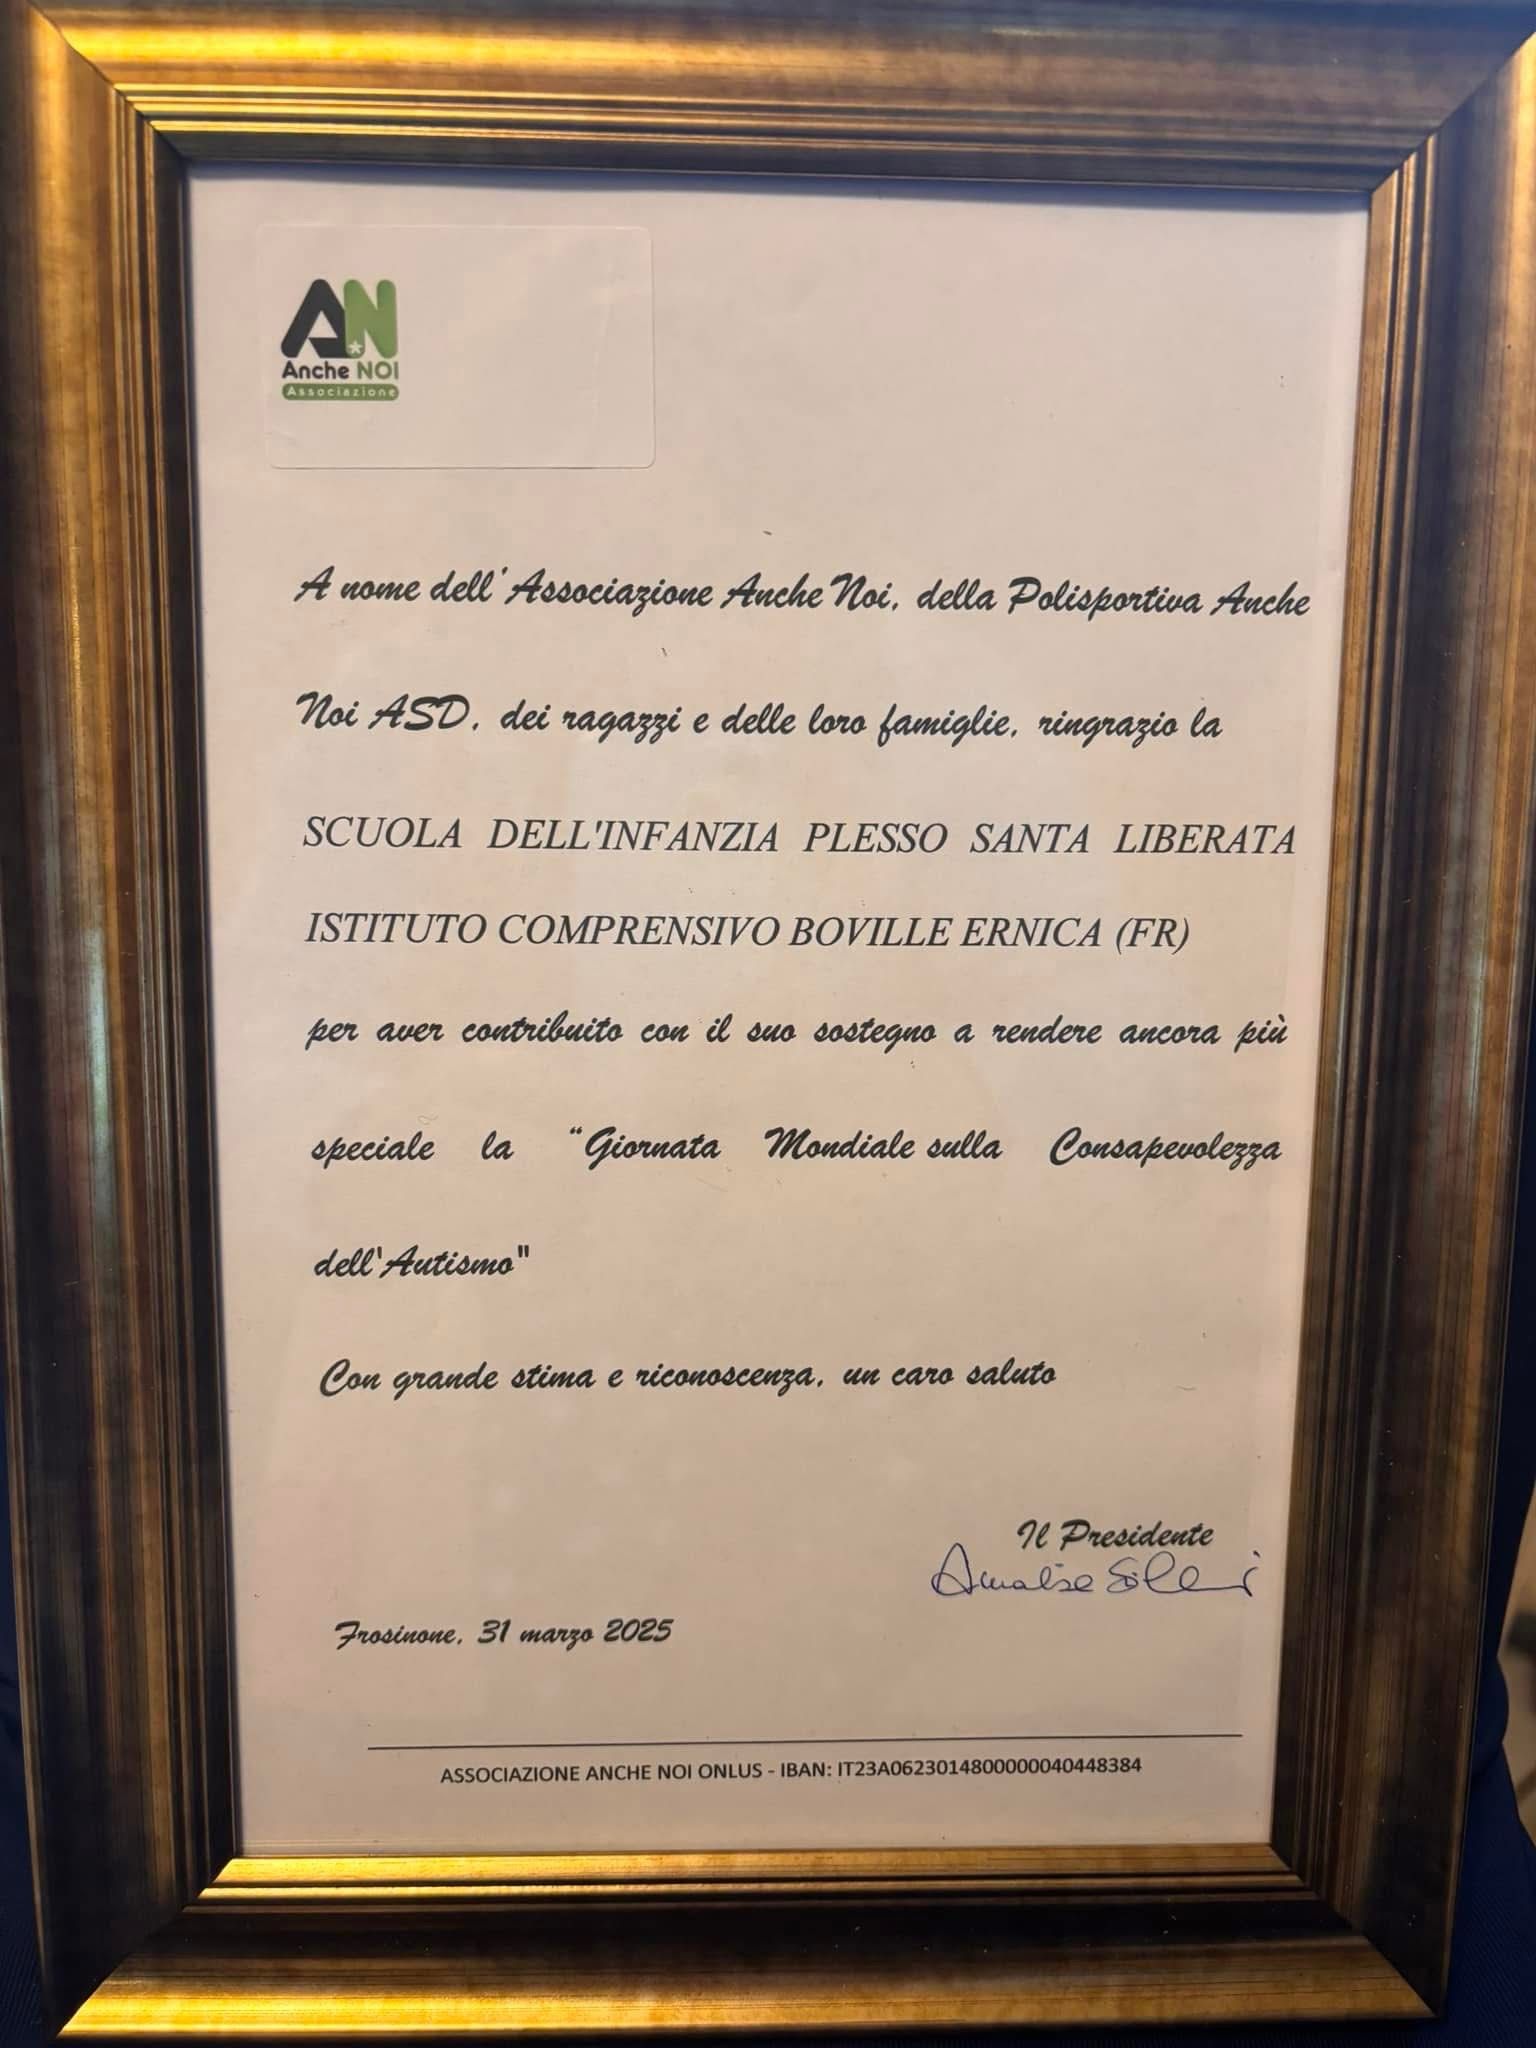 AN
Anche NOI
Associazione
A nome dell'Associazione Anche Noi, della Polisportiva Anche
Noi ASD, dei ragazzi e delle loro famiglie, ringrazio la
SCUOLA DELL'INFANZIA PLESSO SANTA LIBERATA
ISTITUTO COMPRENSIVO BOVILLE ERNICA (FR)
per aver contribuito con il suo sostegno a rendere ancora più
speciale la “Giornata Mondiale sulla Consapevolezza
dell'Autismo"
Con grande stima e riconoscenza, un caro saluto
Il Presidente
Frosinone, 31 marzo 2025
ASSOCIAZIONE ANCHE NOI ONLUS - IBAN: IT23A0623014800000040448384